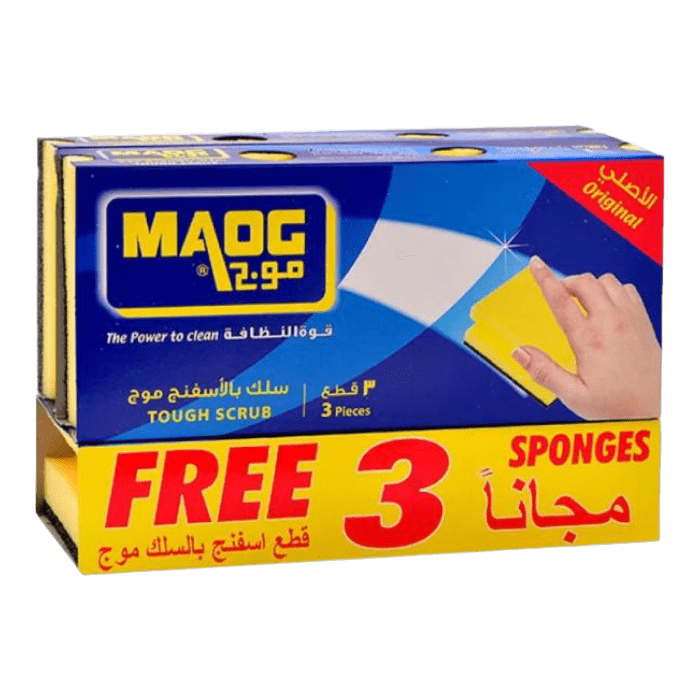 الأصلي
Original
MAOG
موج®
The Power to clean قوة النظافة
سلك بالأسفنج موج
TOUGH SCRUB
٣ قطع
3 Pieces
FREE 3 SPONGES
مجاناً
قطع اسفنج بالسلك موج